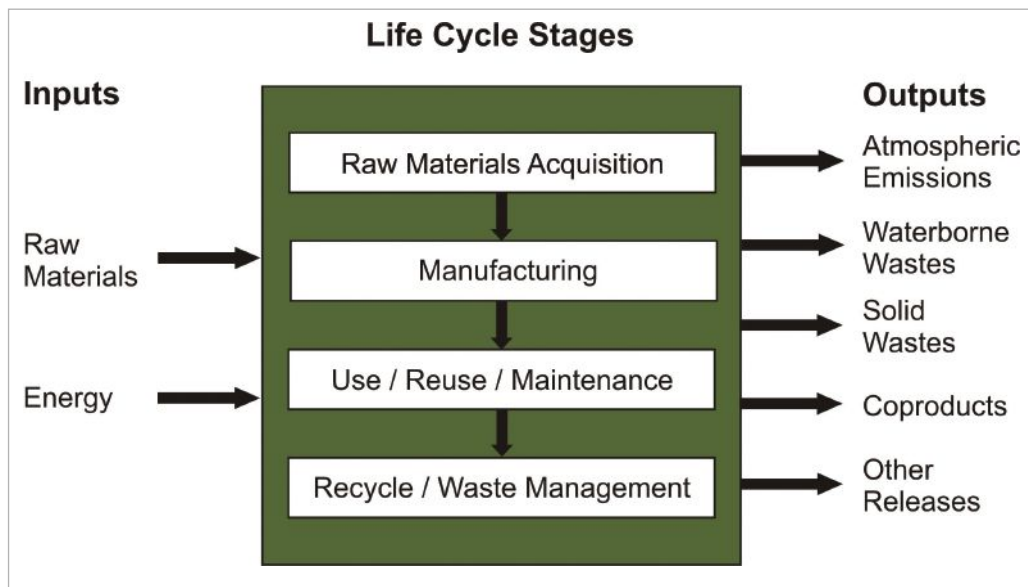 Life Cycle Stages
Inputs
Raw
Materials
Energy
Raw Materials Acquisition
Manufacturing
Use / Reuse / Maintenance
Recycle / Waste Management
Outputs
Atmospheric
Emissions
Waterborne
Wastes
Solid
Wastes
Coproducts
Other
Releases